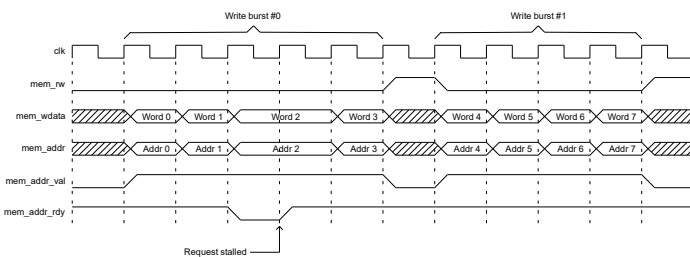 Write burst #0 Write burst #1
clk
mem_rw
mem_wdata Word 0 Word 1 Word 2 Word 3 Word 4 Word 5 Word 6 Word 7
mem_addr Addr 0 Addr 1 Addr 2 Addr 3 Addr 4 Addr 5 Addr 6 Addr 7
mem_addr_val
mem_addr_rdy
Request stalled